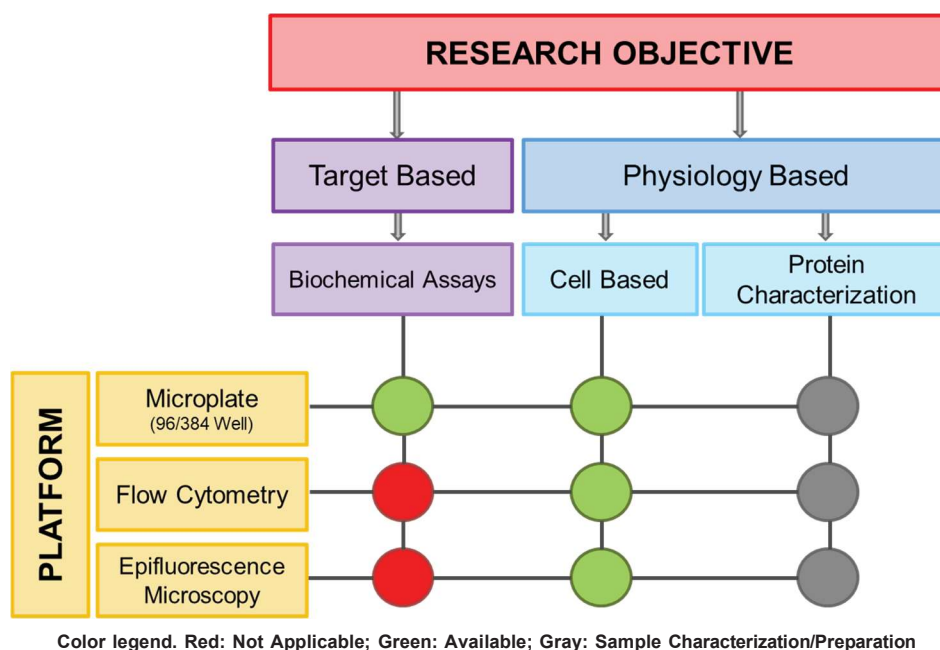 RESEARCH OBJECTIVE
Target Based
Physiology Based
Biochemical Assays
Cell Based
Protein
Characterization
PLATFORM
Microplate
(96/384 Well)
Flow Cytometry
Epifluorescence
Microscopy
Color legend. Red: Not Applicable; Green: Available; Gray: Sample Characterization/Preparation